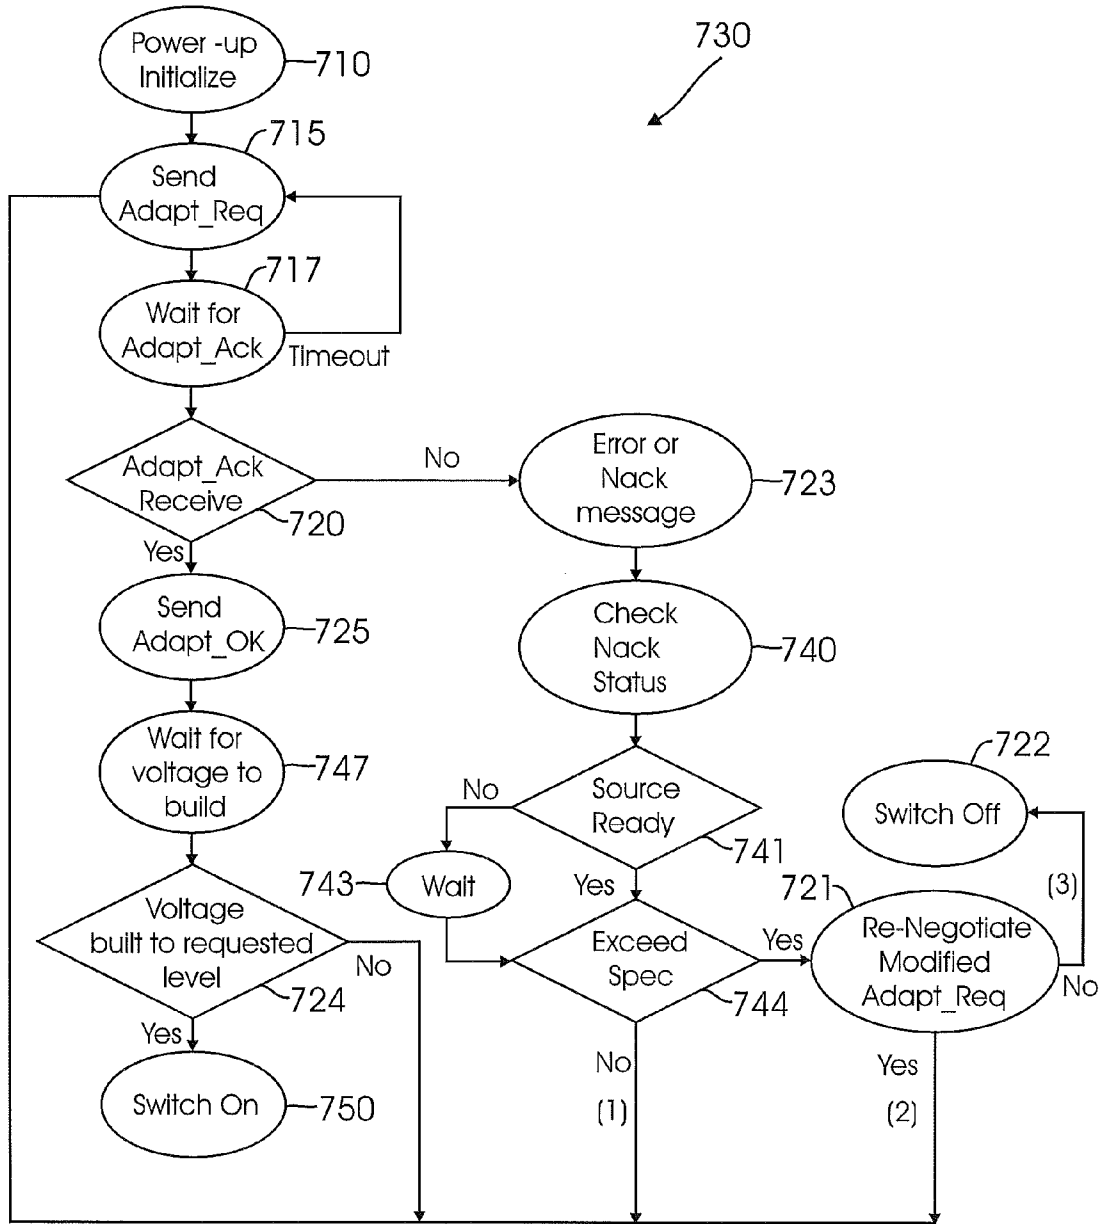 730
Power -up
Initialize
710
715
Send
Adapt_Req
717
Wait for
Adapt_Ack
Timeout
Adapt_Ack
Receive
720
No
Yes
Error or
Nack
message
723
Send
Adapt_OK
725
Check
Nack
Status
740
Wait for
voltage to
build
747
Source
Ready
741
No
Yes
743
Wait
722
Switch Off
(3)
Voltage
built to requested
level
724
No
Yes
Exceed
Spec
744
Yes
721
Re-Negotiate
Modified
Adapt_Req
No
Switch On
750
No
(1)
Yes
(2)